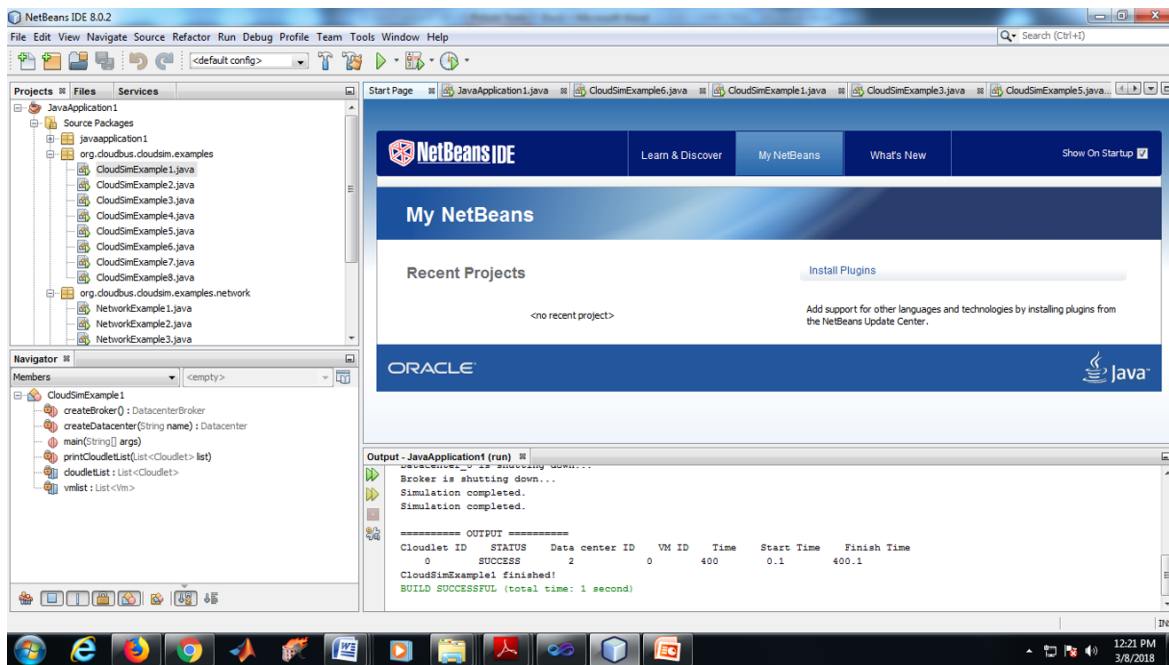 NetBeans IDE 8.0.2
File Edit View Navigate Source Refactor Run Debug Profile Team Tools Window Help
Search (Ctrl+I)
<default config>
Projects Files Services
JavaApplication1
Source Packages
javaapplication1
org.cloudbus.cloudsim.examples
CloudSimExample1.java
CloudSimExample2.java
CloudSimExample3.java
CloudSimExample4.java
CloudSimExample5.java
CloudSimExample6.java
CloudSimExample7.java
CloudSimExample8.java
org.cloudbus.cloudsim.examples.network
NetworkExample1.java
NetworkExample2.java
NetworkExample3.java
Navigator
Members <empty>
CloudSimExample1
createBroker() : DatacenterBroker
createDatacenter(String name) : Datacenter
main(String[] args)
printCloudletList(List<Cloudlet> list)
cloudletList : List<Cloudlet>
vmlist : List<Vm>
Start Page JavaApplication1.java CloudSimExample6.java CloudSimExample1.java CloudSimExample3.java CloudSimExample5.java...
NetBeans IDE
Learn & Discover My NetBeans What's New Show On Startup
My NetBeans
Recent Projects
<no recent project>
Install Plugins
Add support for other languages and technologies by installing plugins from
the NetBeans Update Center.
ORACLE
Java
Output - JavaApplication1 (run)
Datacenter_0 is shutting down...
Broker is shutting down...
Simulation completed.
Simulation completed.
========== OUTPUT ==========
Cloudlet ID STATUS Data center ID VM ID Time Start Time Finish Time
0 SUCCESS 2 0 400 0.1 400.1
CloudSimExample1 finished!
BUILD SUCCESSFUL (total time: 1 second)
12:21 PM
3/8/2018